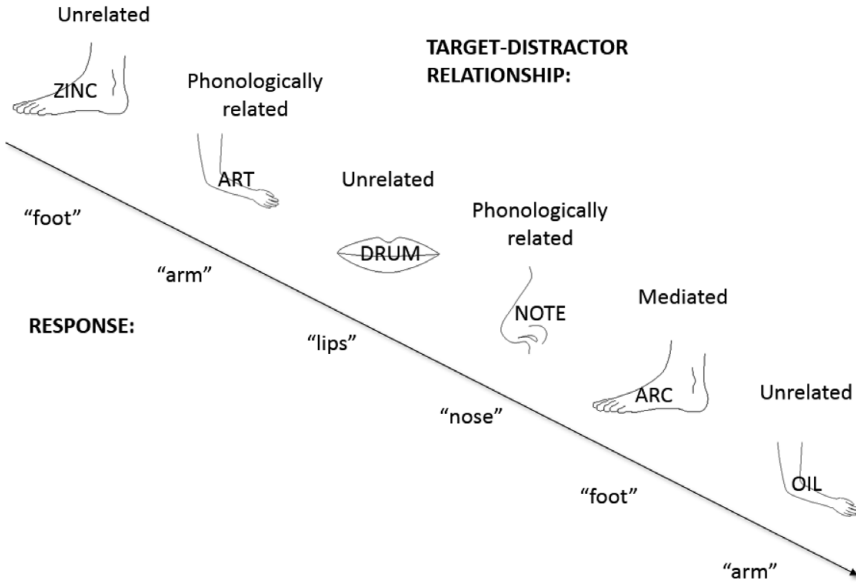 Unrelated
ZINC
“foot”
TARGET-DISTRACTOR
RELATIONSHIP:
Phonologically
related
ART
“arm”
Unrelated
DRUM
“lips”
Phonologically
related
NOTE
“nose”
Mediated
ARC
“foot”
Unrelated
OIL
“arm”
RESPONSE: